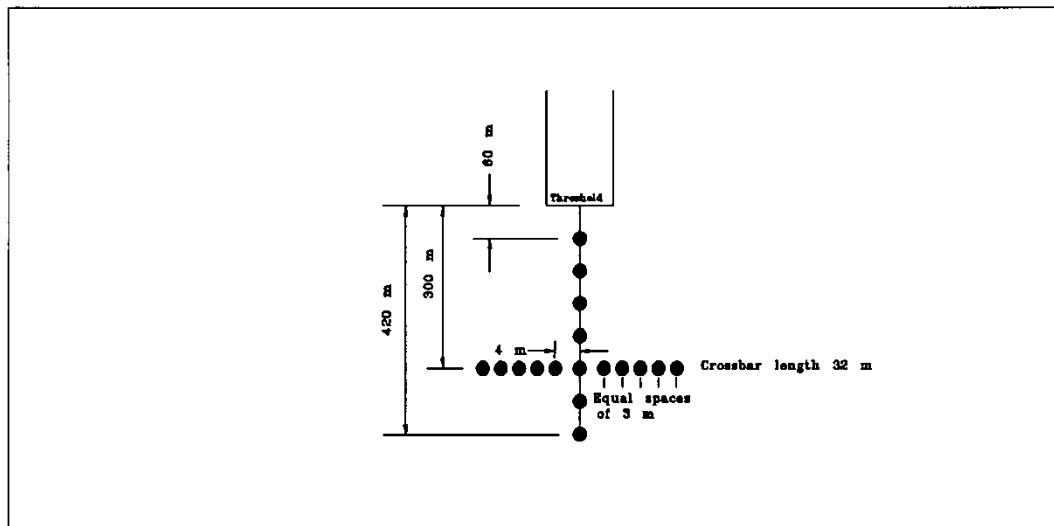 60 m
Threshold
300 m
420 m
4 m
Crossbar length 32 m
Equal spaces
of 3 m